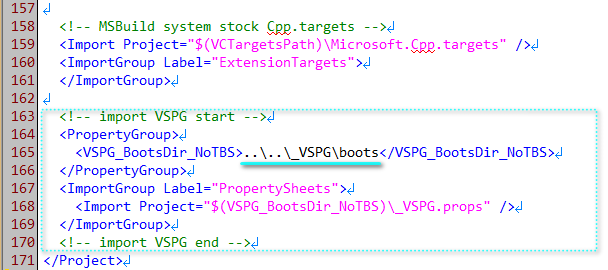 157
158 <!-- MSBuild system stock Cpp.targets -->
159 <Import Project="$(VCTargetsPath)\Microsoft.Cpp.targets" />
160 <ImportGroup Label="ExtensionTargets">
161 </ImportGroup>
162
163 <!-- import VSPG start -->
164 <PropertyGroup>
165 <VSPG_BootsDir_NoTBS>..\..\_VSPG\boots</VSPG_BootsDir_NoTBS>
166 </PropertyGroup>
167 <ImportGroup Label="PropertySheets">
168 <Import Project="$(VSPG_BootsDir_NoTBS)\_VSPG.props" />
169 </ImportGroup>
170 <!-- import VSPG end -->
171 </Project>